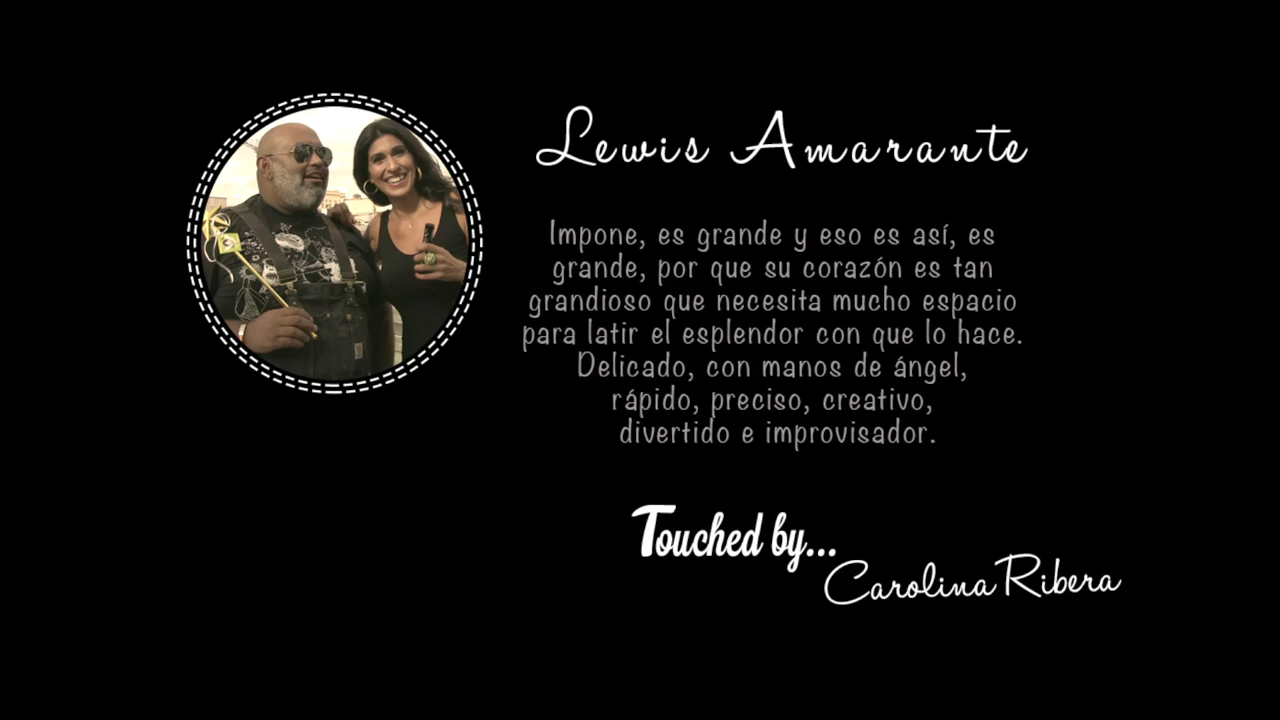 Lewis Amarante
Impone, es grande y eso es así, es
grande, por que su corazón es tan
grandioso que necesita mucho espacio
para latir el esplendor con que lo hace.
Delicado, con manos de ángel,
rápido, preciso, creativo,
divertido e improvisador.
Touched by...
Carolina Ribera